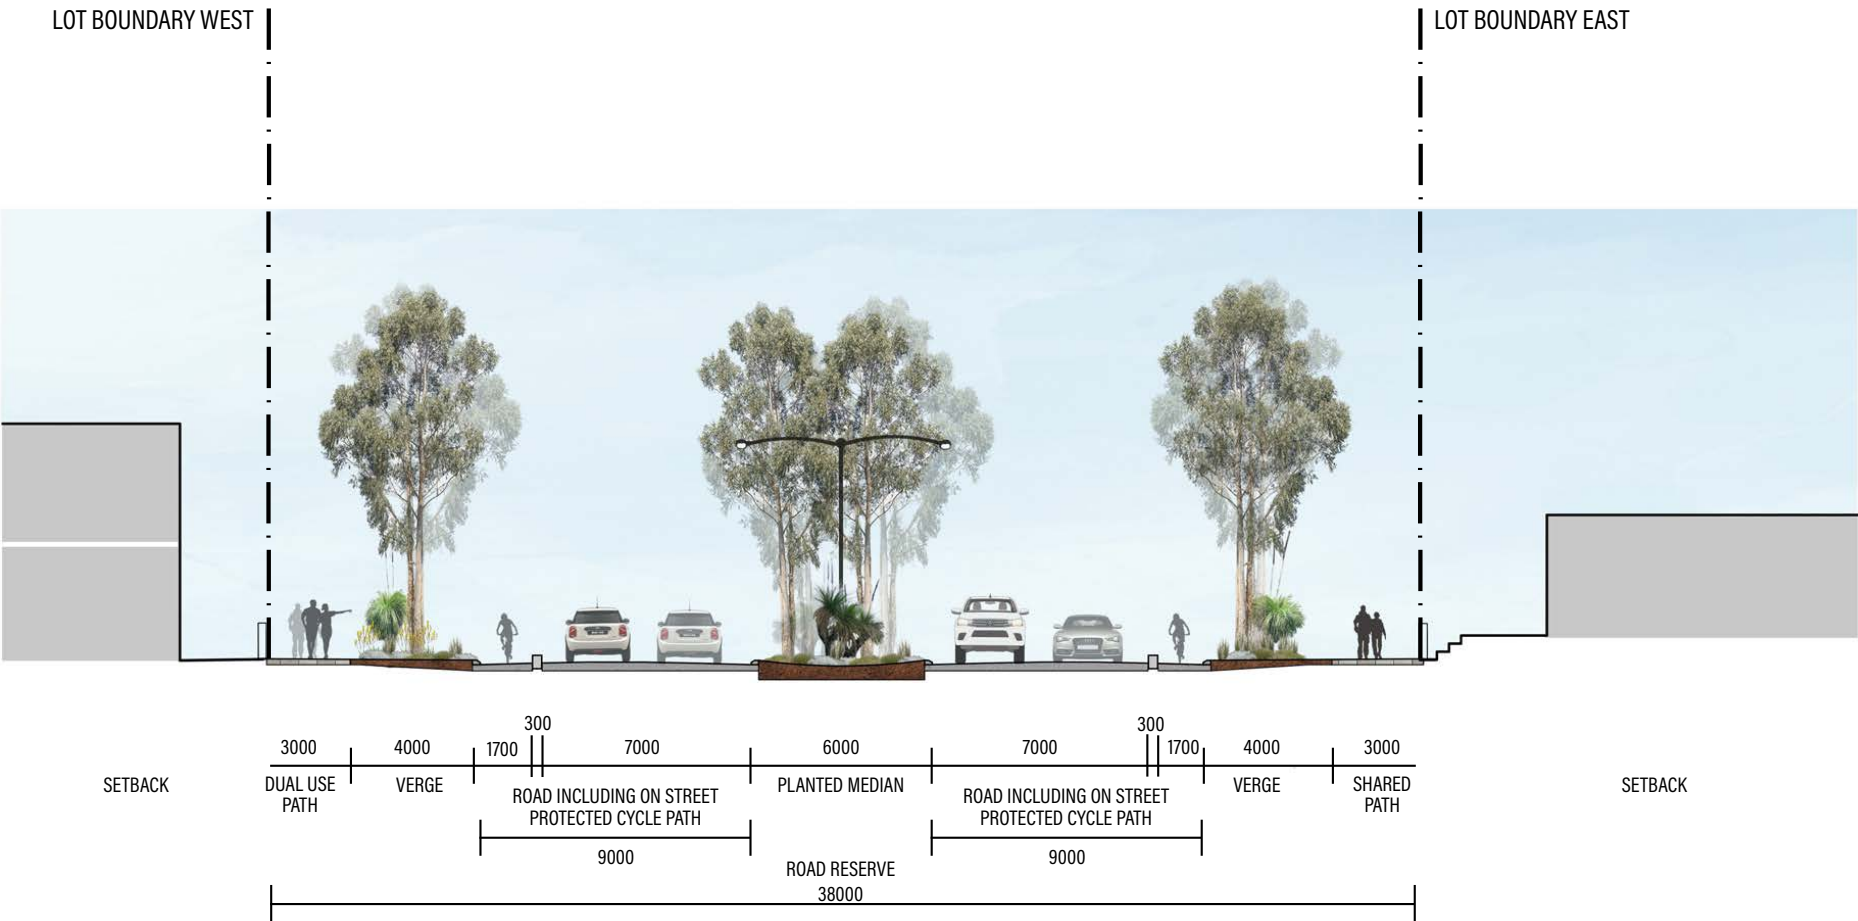 LOT BOUNDARY WEST
LOT BOUNDARY EAST
300
300
3000
4000
1700
7000
6000
7000
1700
4000
3000
SETBACK
DUAL USE
PATH
VERGE
ROAD INCLUDING ON STREET
PROTECTED CYCLE PATH
PLANTED MEDIAN
ROAD INCLUDING ON STREET
PROTECTED CYCLE PATH
VERGE
SHARED
PATH
SETBACK
9000
9000
ROAD RESERVE
38000